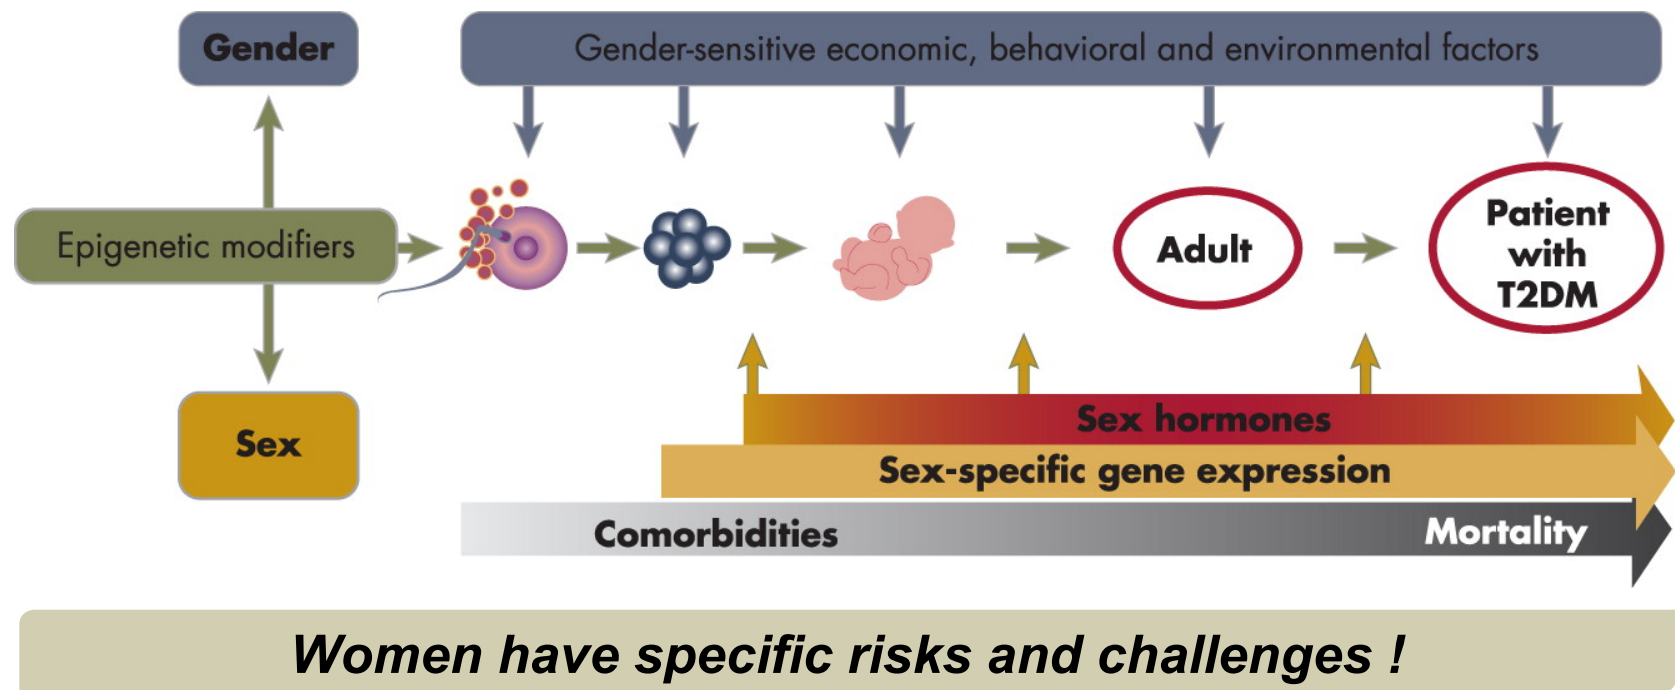 Gender
Gender-sensitive economic, behavioral and environmental factors
Epigenetic modifiers
Adult
Patient
with
T2DM
Sex
Sex hormones
Sex-specific gene expression
Comorbidities
Mortality
Women have specific risks and challenges !